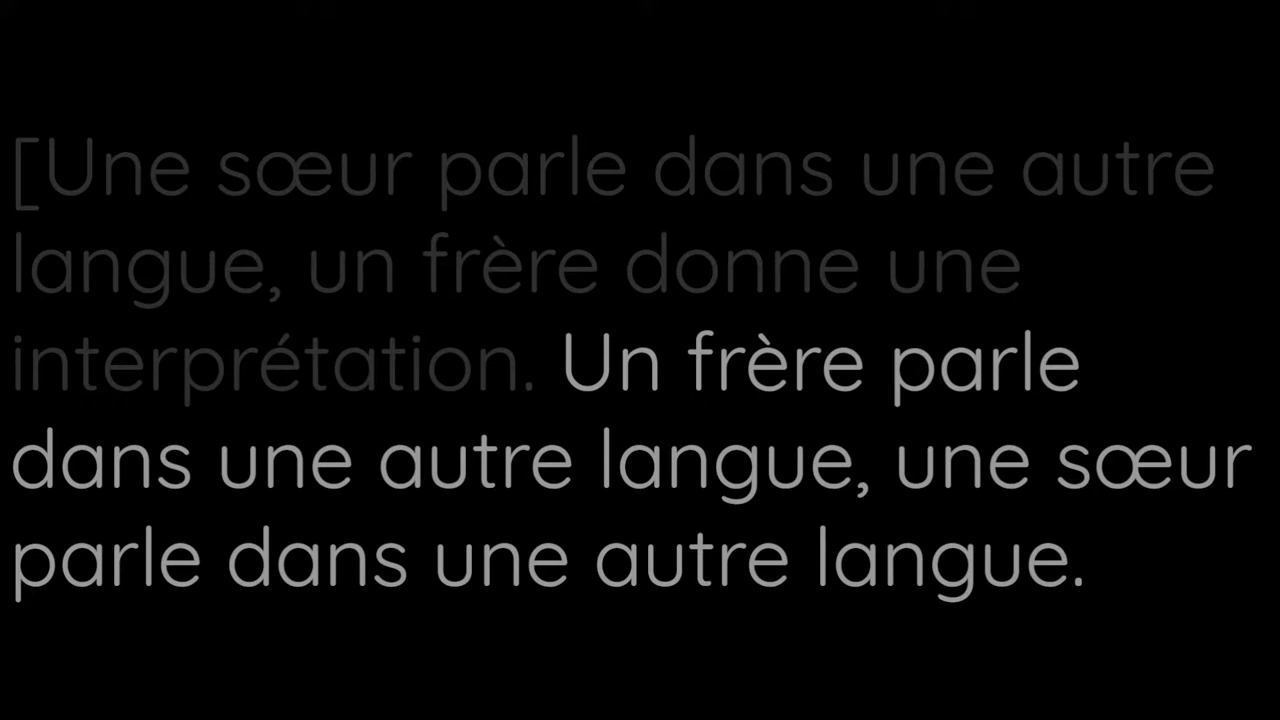 [Une sœur parle dans une autre
langue, un frère donne une
interprétation. Un frère parle
dans une autre langue, une sœur
parle dans une autre langue.